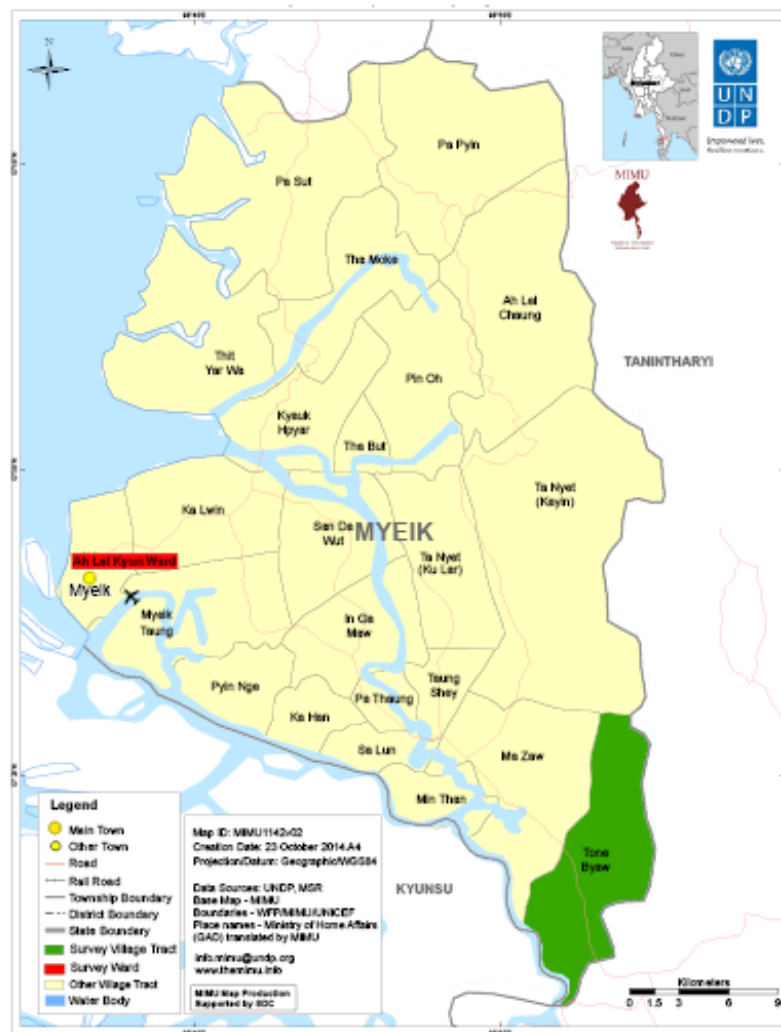 N
UN
DP
Empowered lives.
Resilient nations.
MIMU
Pa Pyin
Pa Sut
Tha Moke
Ah Lel
Chaung
TANINTHARYI
Thit
Yar Wa
Pin Oh
Kyauk
Hpyar
Tha But
Ta Nyet
(Kayin)
Ka Lwin
San Da
Wut
MYEIK
Ta Nyet
(Ku Lar)
Ah Lel Kyun Ward
Myeik
Myeik
Taung
In Ga
Maw
Taung
Shey
Pyin Nge
Pa Thaung
Ka Han
Sa Lun
Ma Zaw
Min Than
Tone
Byaw
KYUNSU
Legend
Main Town
Other Town
Road
Rail Road
Township Boundary
District Boundary
State Boundary
Survey Village Tract
Survey Ward
Other Village Tract
Water Body
Map ID: MIMU1142v02
Creation Date: 23 October 2014.A4
Projection/Datum: Geographic/WGS84
Data Sources: UNDP, MSR
Base Map - MIMU
Boundaries - WFP/MIMU/UNICEF
Place names - Ministry of Home Affairs
(GAD) translated by MIMU
info.mimu@undp.org
www.themimu.info
MIMU Map Production
Supported by SDC
Kilometers
0 1.5 3 6 9